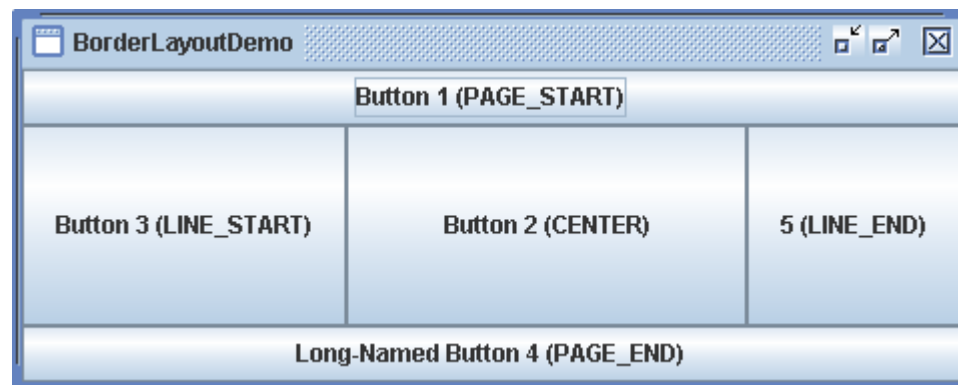 BorderLayoutDemo
Button 1 (PAGE_START)
Button 3 (LINE_START)
Button 2 (CENTER)
5 (LINE_END)
Long-Named Button 4 (PAGE_END)